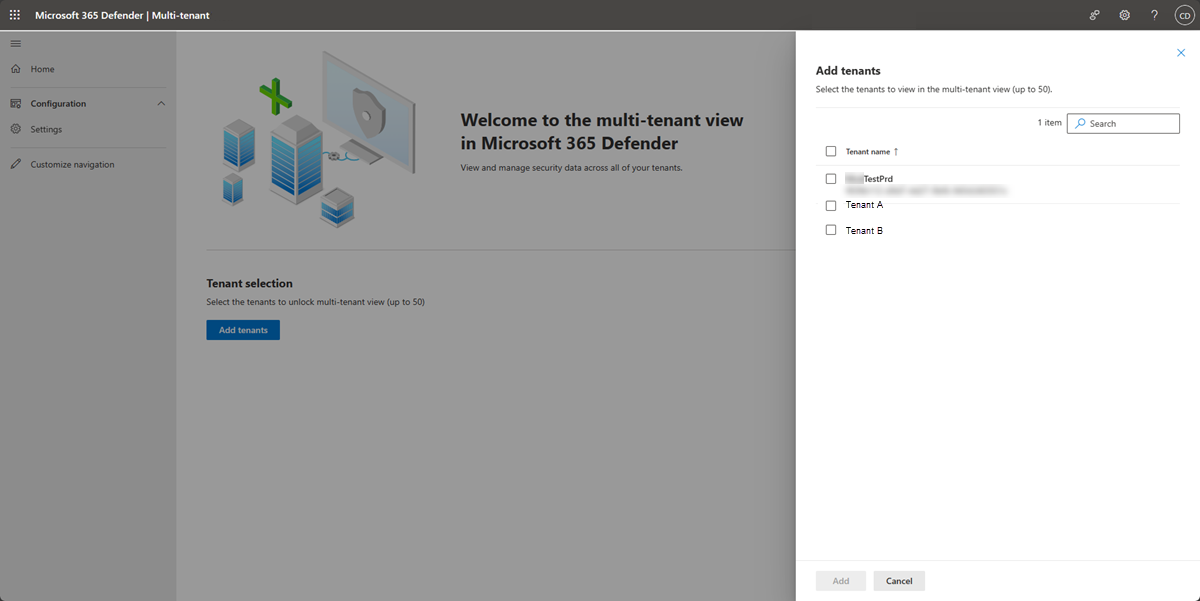 Microsoft 365 Defender | Multi-tenant
CD
Home
Configuration
Settings
Customize navigation
Welcome to the multi-tenant view
in Microsoft 365 Defender
View and manage security data across all of your tenants.
Tenant selection
Select the tenants to unlock multi-tenant view (up to 50)
Add tenants
Add tenants
Select the tenants to view in the multi-tenant view (up to 50).
1 item
Search
Tenant name ↑
TestPrd
Tenant A
Tenant B
Add
Cancel